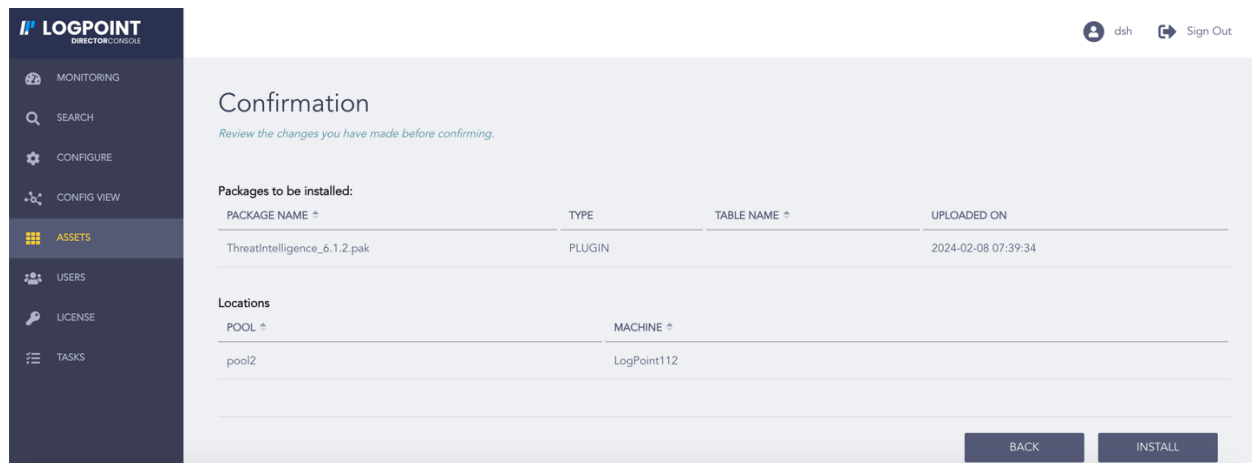 LOGPOINT
DIRECTORCONSOLE
dsh Sign Out
MONITORING
SEARCH
CONFIGURE
CONFIG VIEW
ASSETS
USERS
LICENSE
TASKS
Confirmation
Review the changes you have made before confirming.
Packages to be installed:
PACKAGE NAME TYPE TABLE NAME UPLOADED ON
ThreatIntelligence_6.1.2.pak PLUGIN 2024-02-08 07:39:34
Locations
POOL MACHINE
pool2 LogPoint112
BACK INSTALL